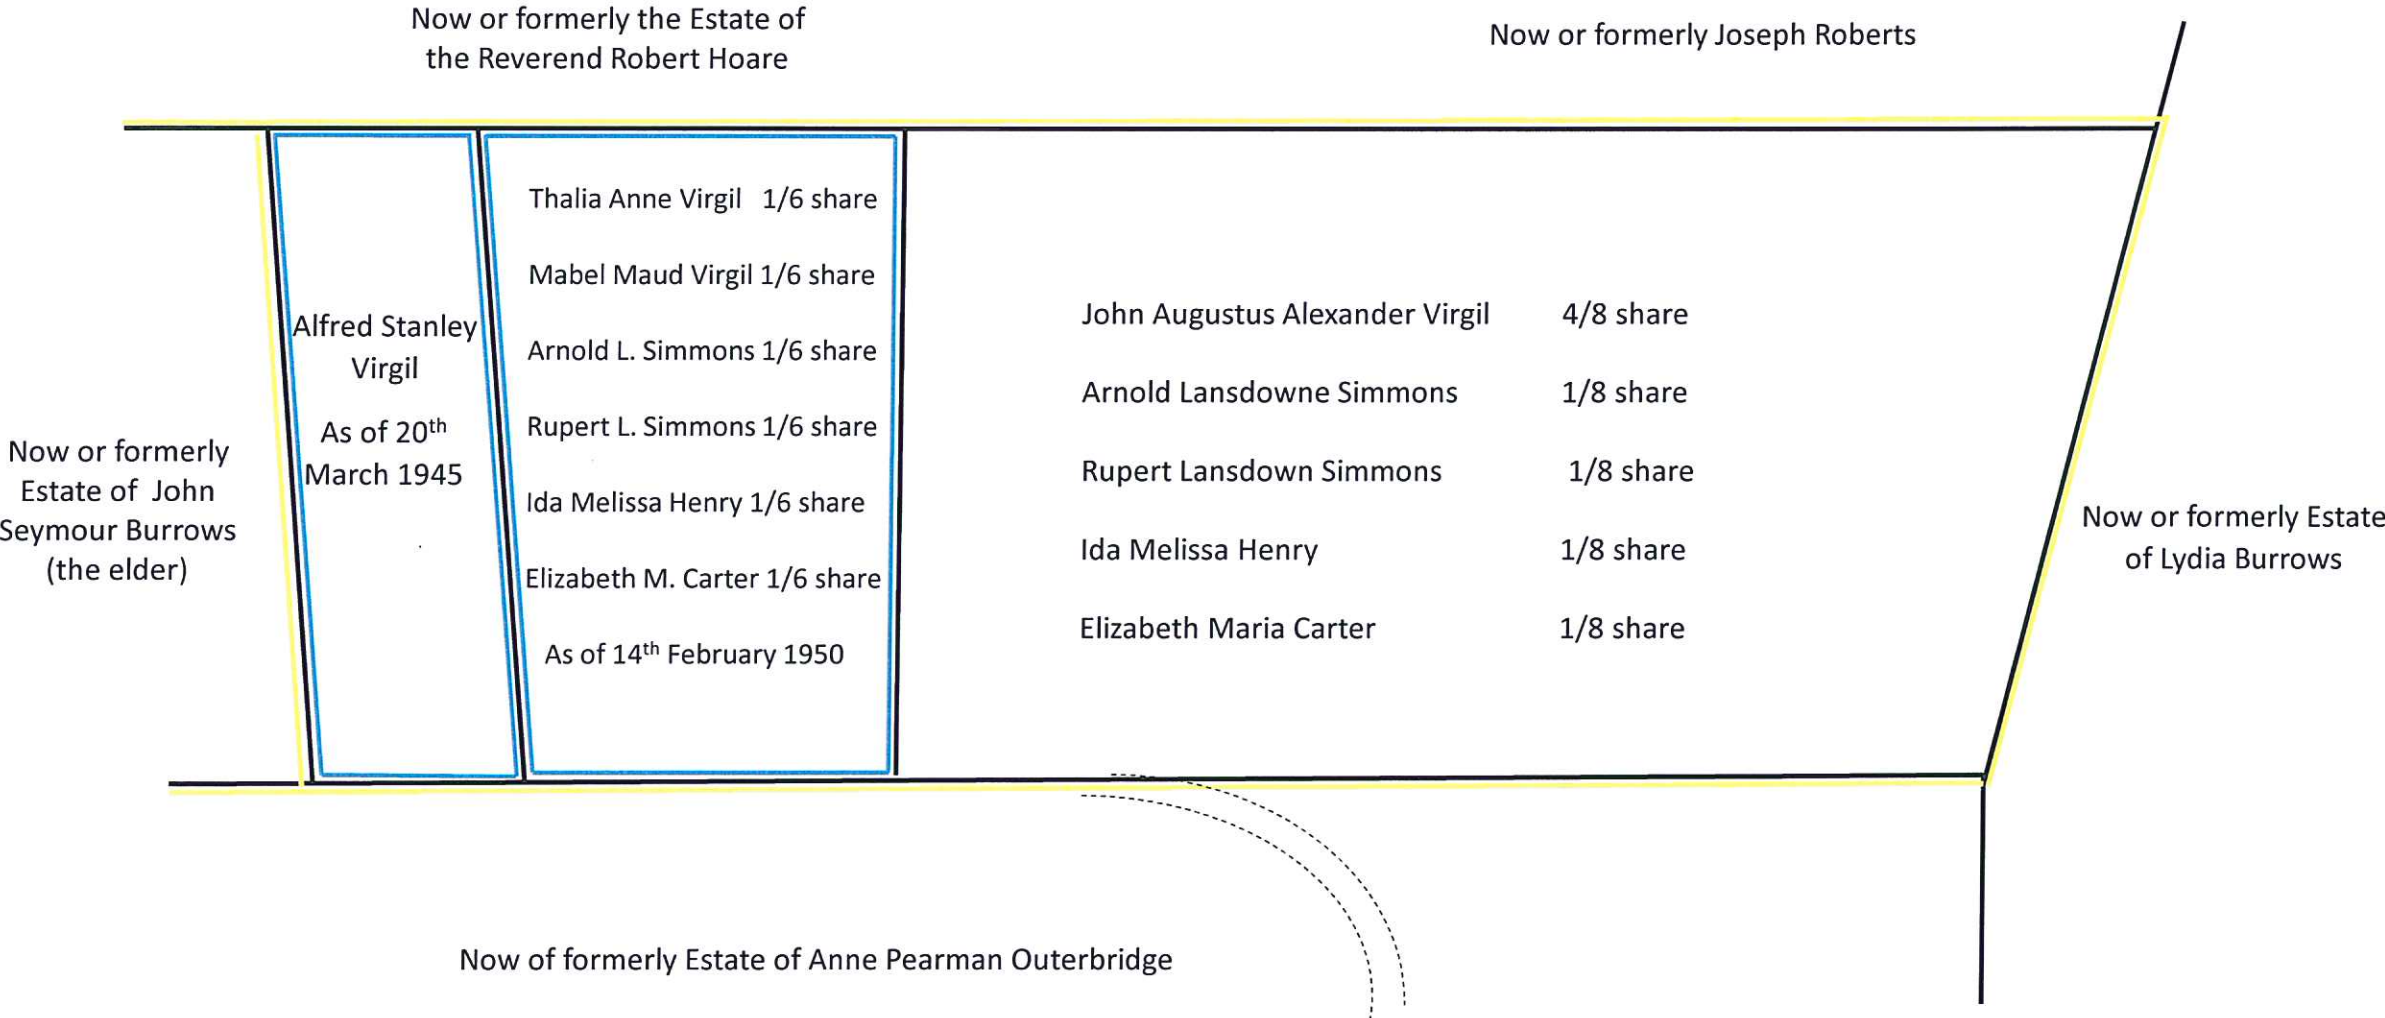 Now or formerly the Estate of
the Reverend Robert Hoare
Now or formerly Joseph Roberts
Now or formerly
Estate of John
Seymour Burrows
(the elder)
Alfred Stanley
Virgil
As of 20th
March 1945
Thalia Anne Virgil 1/6 share
Mabel Maud Virgil 1/6 share
Arnold L. Simmons 1/6 share
Rupert L. Simmons 1/6 share
Ida Melissa Henry 1/6 share
Elizabeth M. Carter 1/6 share
As of 14th February 1950
John Augustus Alexander Virgil 4/8 share
Arnold Lansdowne Simmons 1/8 share
Rupert Lansdown Simmons 1/8 share
Ida Melissa Henry 1/8 share
Elizabeth Maria Carter 1/8 share
Now or formerly Estate
of Lydia Burrows
Now of formerly Estate of Anne Pearman Outerbridge